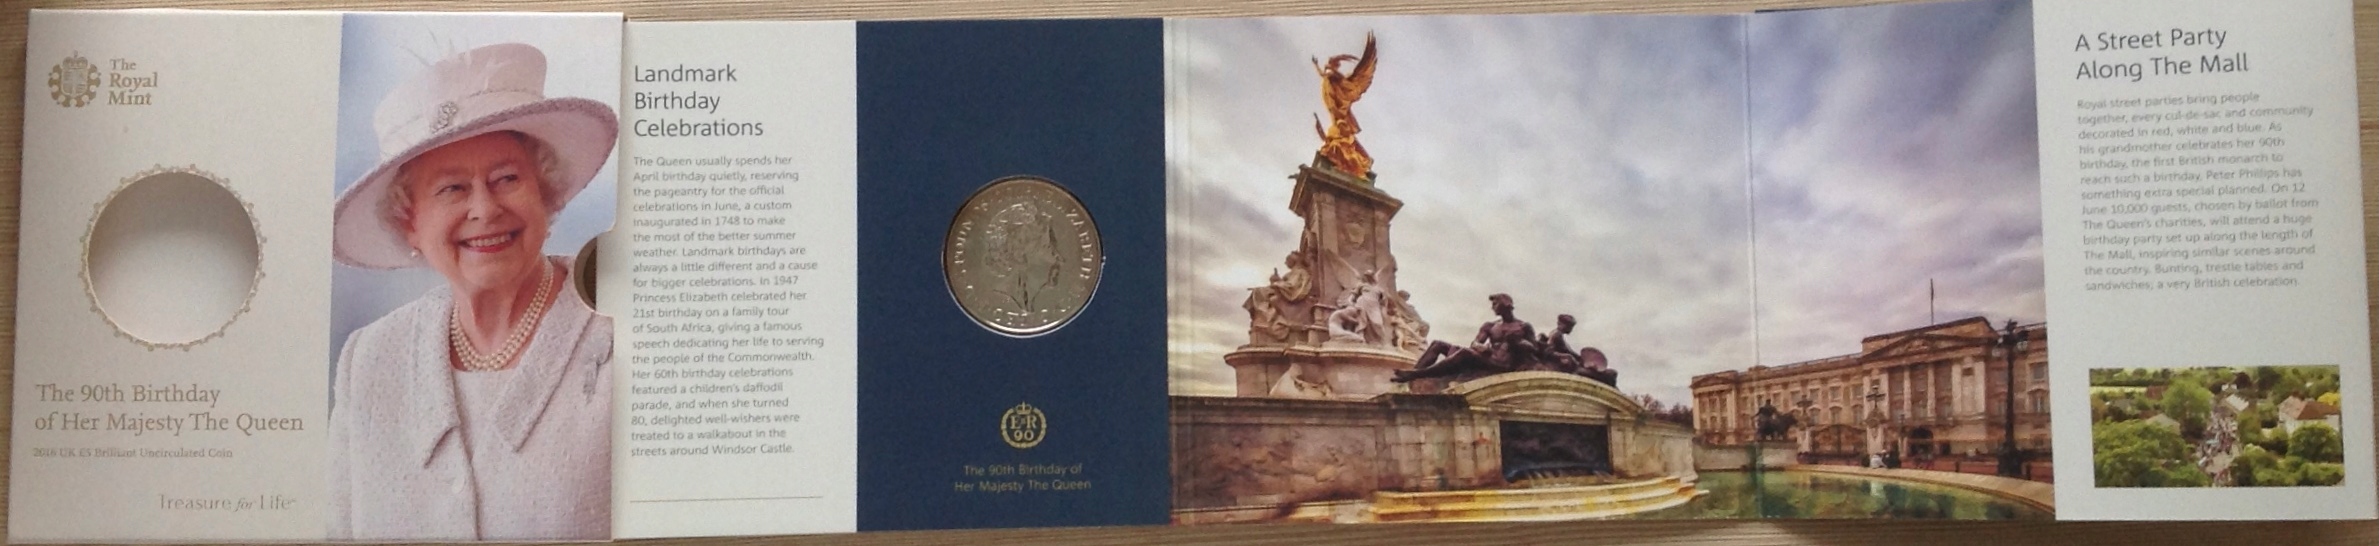 The
Royal
Mint
The 90th Birthday
of Her Majesty The Queen
2016 UK £5 Brilliant Uncirculated Coin
Treasure for Life
Landmark
Birthday
Celebrations
The Queen usually spends her
April birthday quietly, reserving
the pageantry for the official
celebrations in June, a custom
inaugurated in 1748 to make
the most of the better summer
weather. Landmark birthdays are
always a little different and a cause
for bigger celebrations. In 1947
Princess Elizabeth celebrated her
21st birthday on a family tour
of South Africa, giving a famous
speech dedicating her life to serving
the people of the Commonwealth.
Her 60th birthday celebrations
featured a children's daffodil
parade, and when she turned
80, delighted well-wishers were
treated to a walkabout in the
streets around Windsor Castle.
E R
90
The 90th Birthday of
Her Majesty The Queen
A Street Party
Along The Mall
Royal street parties bring people
together, every cul-de-sac and community
decorated in red, white and blue. As
his grandmother celebrates her 90th
birthday, the first British monarch to
reach such a birthday, Peter Phillips has
something extra special planned. On 12
June 10,000 guests, chosen by ballot from
The Queen's charities, will attend a huge
birthday party set up along the length of
The Mall, inspiring similar scenes around
the country. Bunting, trestle tables and
sandwiches; a very British celebration.